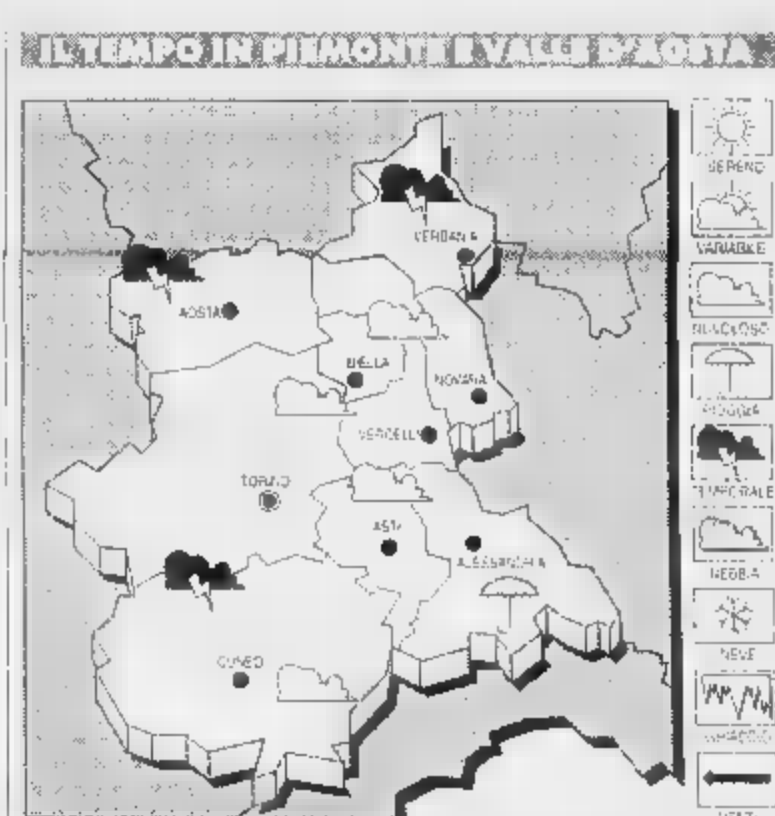 IL TEMPO IN PIEMONTE E VALLE D'AOSTA
SERENO
VERBANIA
VARIABILE
AOSTA
NUVOLOSO
BIELLA
NOVARA
PIOGGIA
VERCELLI
TORINO
TEMPORALE
ASTI
ALESSANDRIA
NEBBIA
CUNEO
NEVE